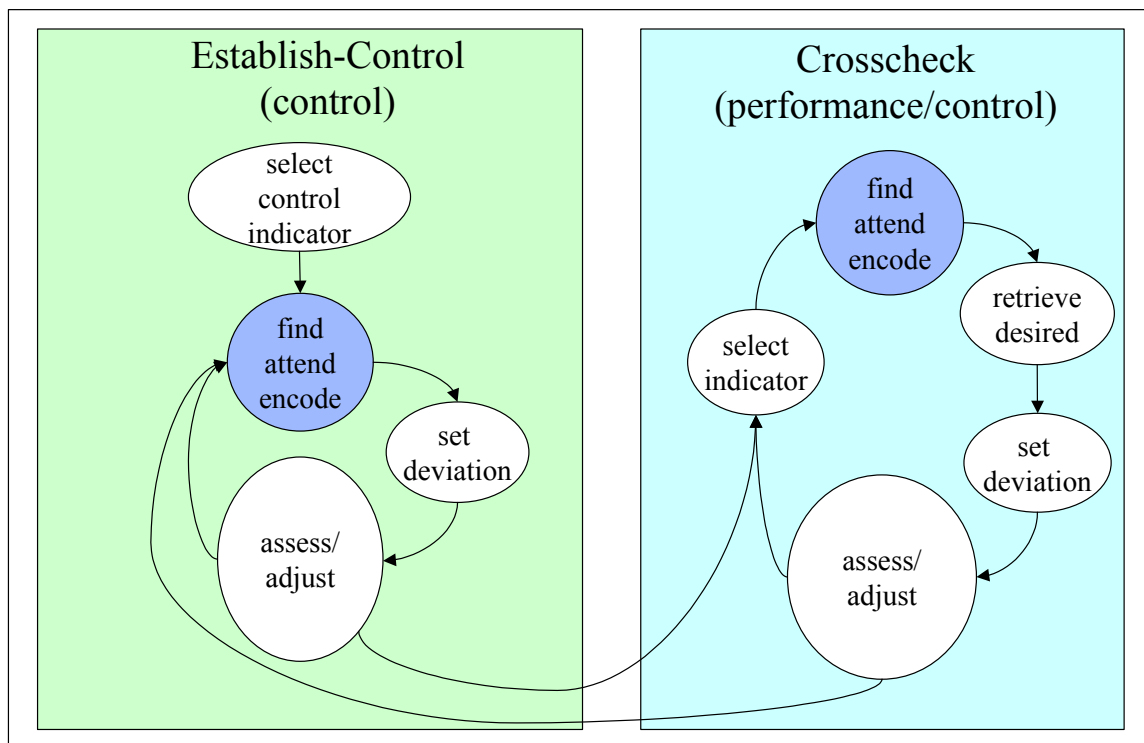 Establish-Control
(control)
select
control
indicator
find
attend
encode
set
deviation
assess/
adjust
Crosscheck
(performance/control)
find
attend
encode
retrieve
desired
select
indicator
set
deviation
assess/
adjust